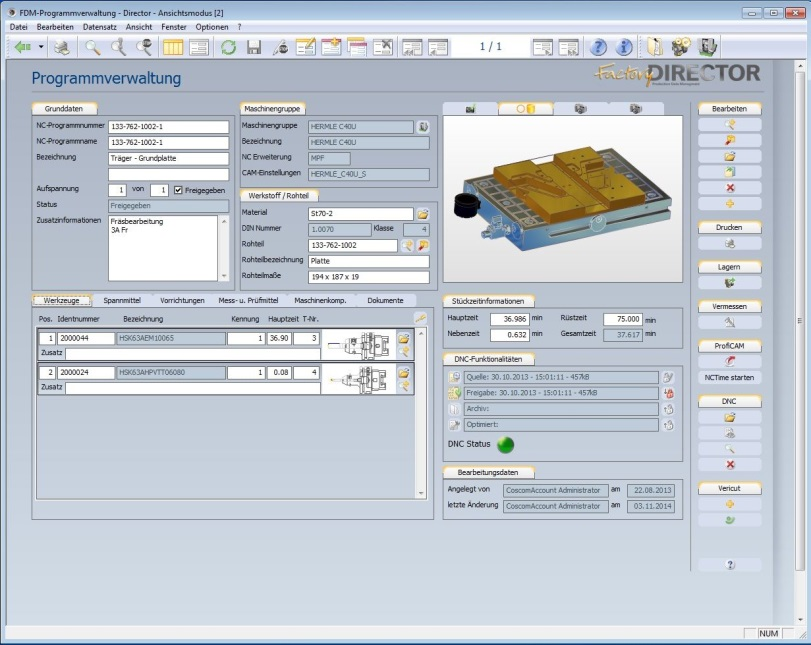 FDM-Programmverwaltung - Director - Ansichtsmodus [2]
Datei Bearbeiten Datensatz Ansicht Fenster Optionen ?
1 / 1
Programmverwaltung
Factory DIRECTOR
Grunddaten
NC-Programmnummer 133-762-1002-1
NC-Programmname 133-762-1002-1
Bezeichnung Träger - Grundplatte
Aufspannung 1 von 1 Freigegeben
Status Freigegeben
Zusatzinformationen Fräsbearbeitung
3A Fr
Maschinengruppe
Maschinengruppe HERMLE C40U
Bezeichnung HERMLE C40U
NC Erweiterung MPF
CAM-Einstellungen HERMLE_C40U_S
Werkstoff / Rohteil
Material St70-2
DIN Nummer 1.0070 Klasse 4
Rohteil 133-762-1002
Rohteilbezeichnung Platte
Rohteilmaße 194 x 187 x 19
Werkzeuge Spannmittel Vorrichtungen Mess- u. Prüfmittel Maschinenkomp. Dokumente
Pos. Identnummer Bezeichnung Kennung Hauptzeit T-Nr.
1 2000044 HSK63AEM10065 1 36.90 3
Zusatz
2 2000024 HSK63AHPVTT06080 1 0.08 4
Zusatz
Stückzeitinformationen
Hauptzeit 36.986 min Rüstzeit 75.000 min
Nebenzeit 0.632 min Gesamtzeit 37.617 min
DNC-Funktionalitäten
Quelle: 30.10.2013 - 15:01:11 - 457kB
Freigabe: 30.10.2013 - 15:01:11 - 457kB
Archiv:
Optimiert:
DNC Status
Bearbeitungsdaten
Angelegt von CoscomAccount Administrator am 22.08.2013
letzte Änderung CoscomAccount Administrator am 03.11.2014
Bearbeiten
Drucken
Lagern
Vermessen
ProfiCAM
NCTime starten
DNC
Vericut
?
NUM